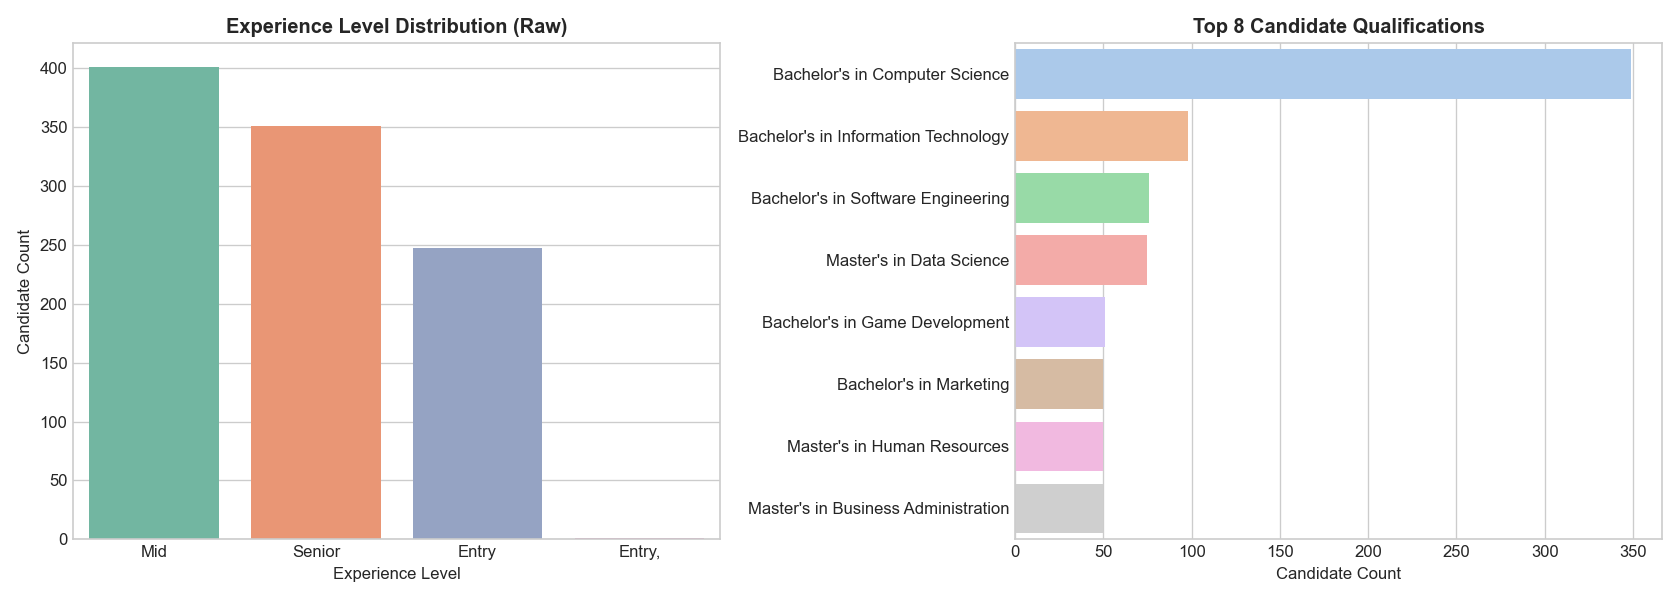 Experience Level Distribution (Raw)
Candidate Count
400
350
300
250
200
150
100
50
0
Mid
Senior
Entry
Entry,
Experience Level
Top 8 Candidate Qualifications
Bachelor's in Computer Science
Bachelor's in Information Technology
Bachelor's in Software Engineering
Master's in Data Science
Bachelor's in Game Development
Bachelor's in Marketing
Master's in Human Resources
Master's in Business Administration
0
50
100
150
200
250
300
350
Candidate Count